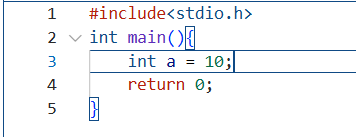 1 #include<stdio.h>
2 int main(){
3     int a = 10;
4     return 0;
5 }